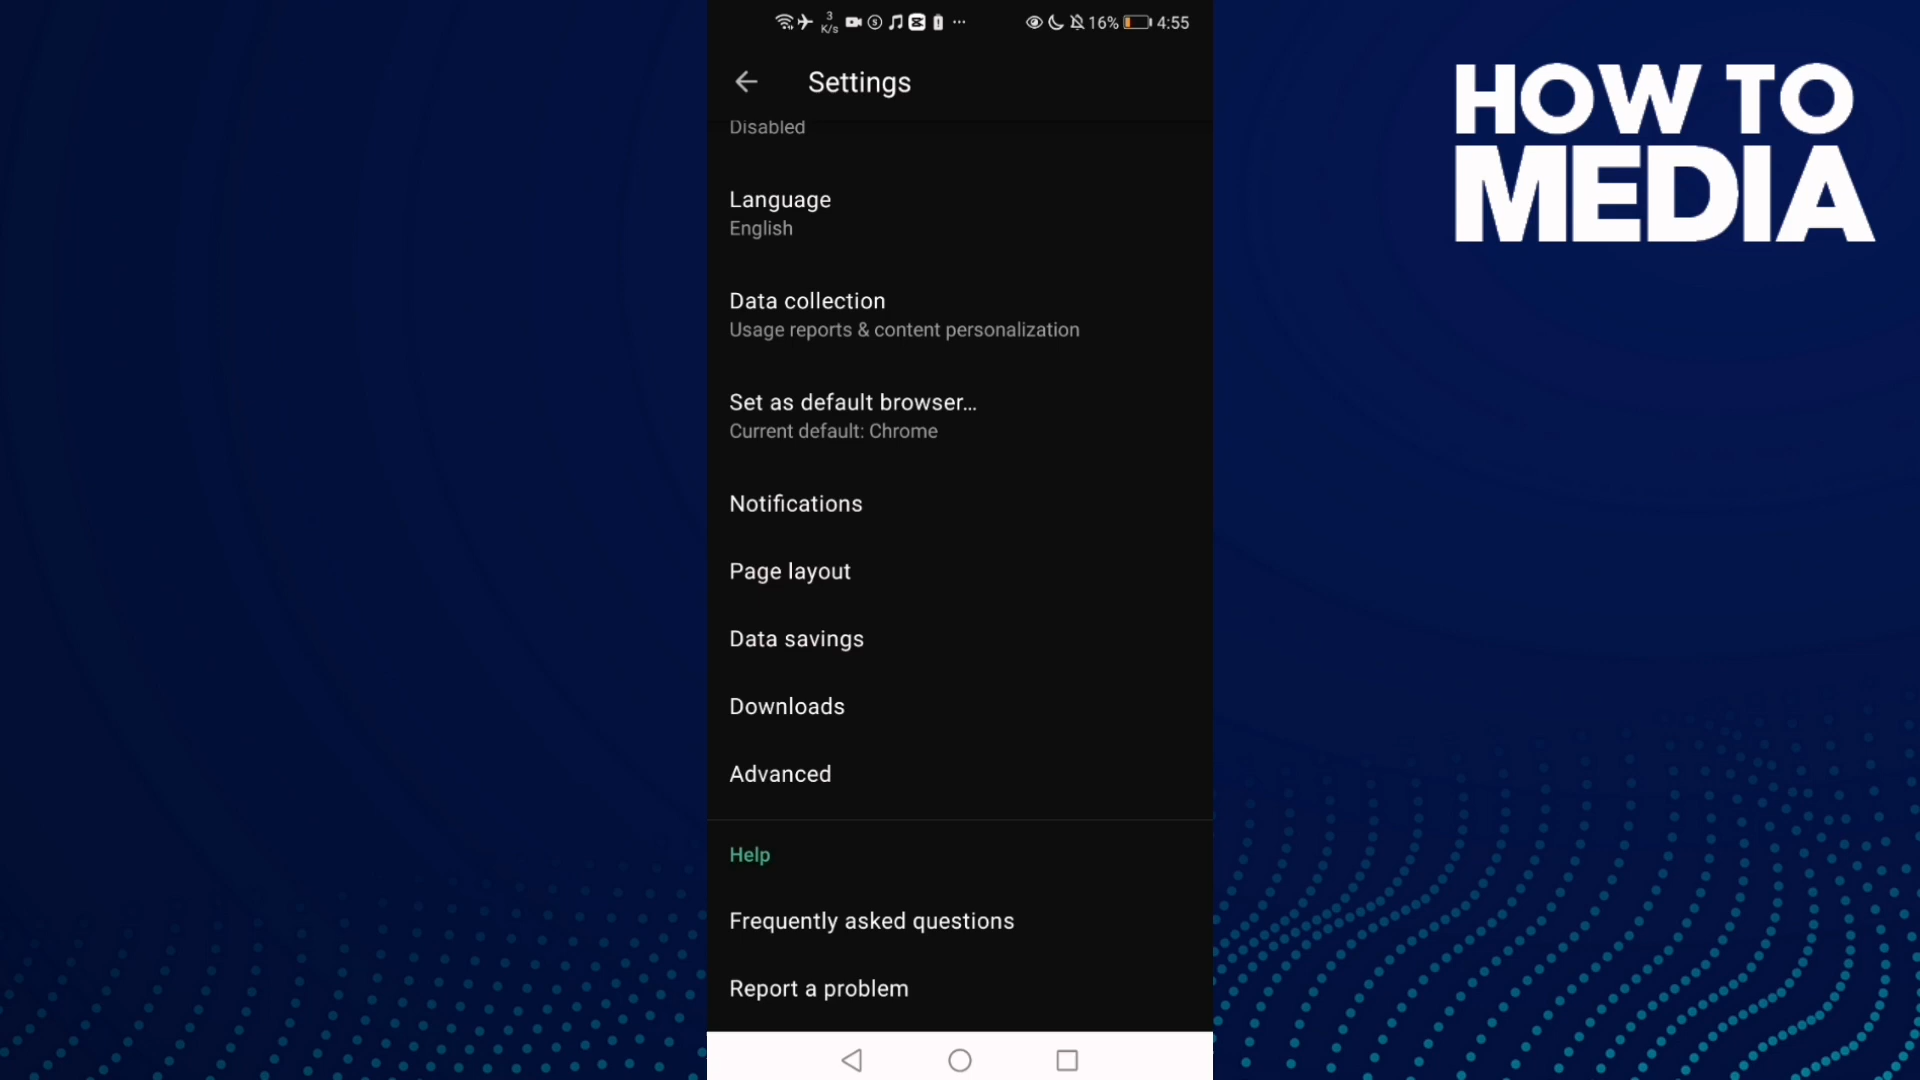 3
K/s
16%
4:55
Settings
HOW TO
MEDIA
Disabled
Language
English
Data collection
Usage reports & content personalization
Set as default browser...
Current default: Chrome
Notifications
Page layout
Data savings
Downloads
Advanced
Help
Frequently asked questions
Report a problem